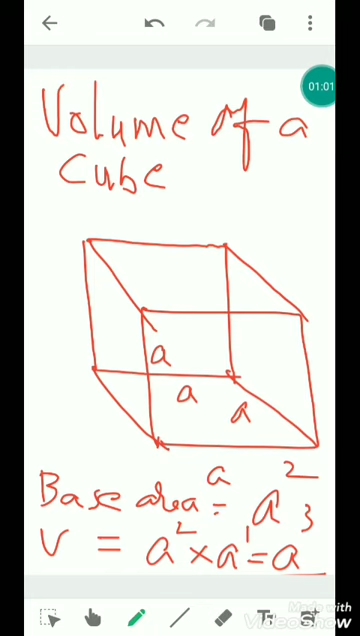 01:01
Volume of a
Cube
a
a
a
a
Base area = a²
V = a² × a¹ = a³
Made with
VideoShow